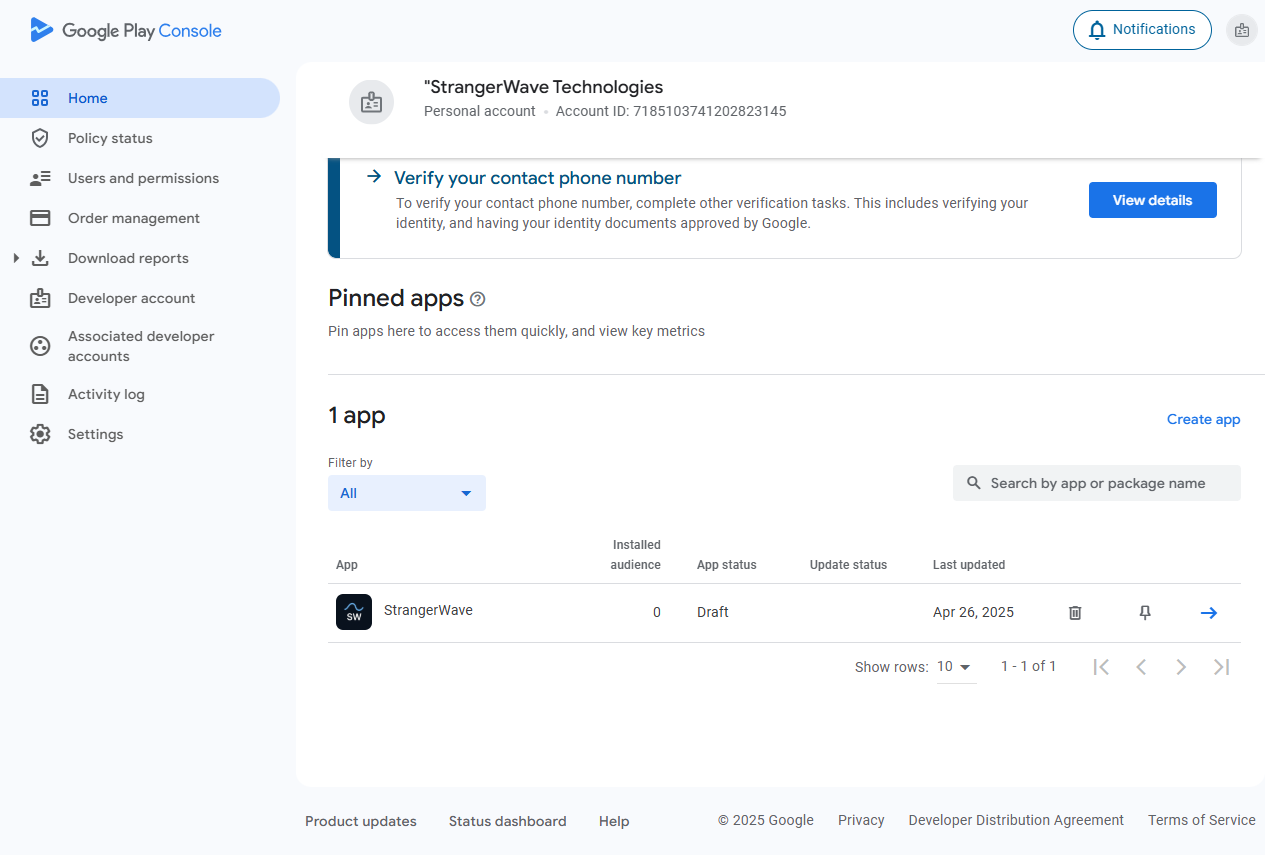 Google Play Console
Notifications
Home
Policy status
Users and permissions
Order management
Download reports
Developer account
Associated developer
accounts
Activity log
Settings
"StrangerWave Technologies
Personal account • Account ID: 7185103741202823145
Verify your contact phone number
To verify your contact phone number, complete other verification tasks. This includes verifying your
identity, and having your identity documents approved by Google.
View details
Pinned apps
Pin apps here to access them quickly, and view key metrics
1 app
Create app
Filter by
All
Search by app or package name
App
Installed
audience
App status
Update status
Last updated
SW
StrangerWave
0
Draft
Apr 26, 2025
Show rows: 10
1 - 1 of 1
Product updates
Status dashboard
Help
© 2025 Google
Privacy
Developer Distribution Agreement
Terms of Service